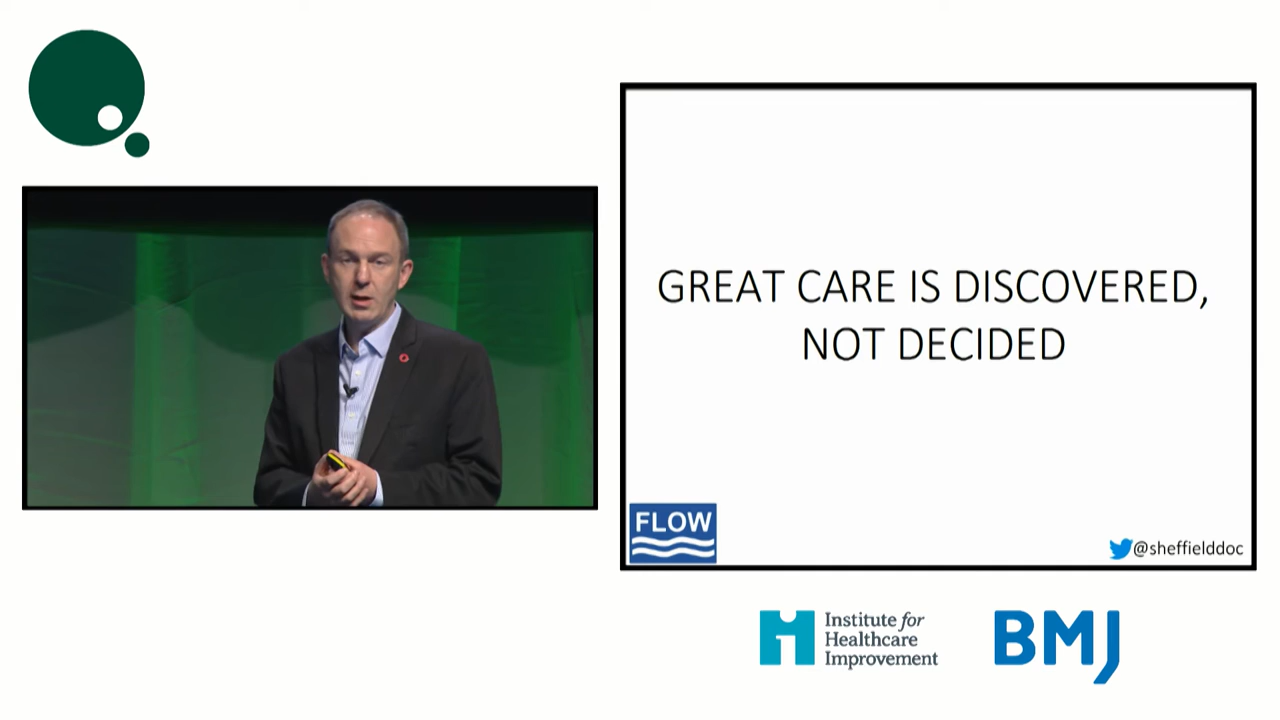 GREAT CARE IS DISCOVERED,
NOT DECIDED
FLOW
@sheffielddoc
Institute for
Healthcare
Improvement
BMJ